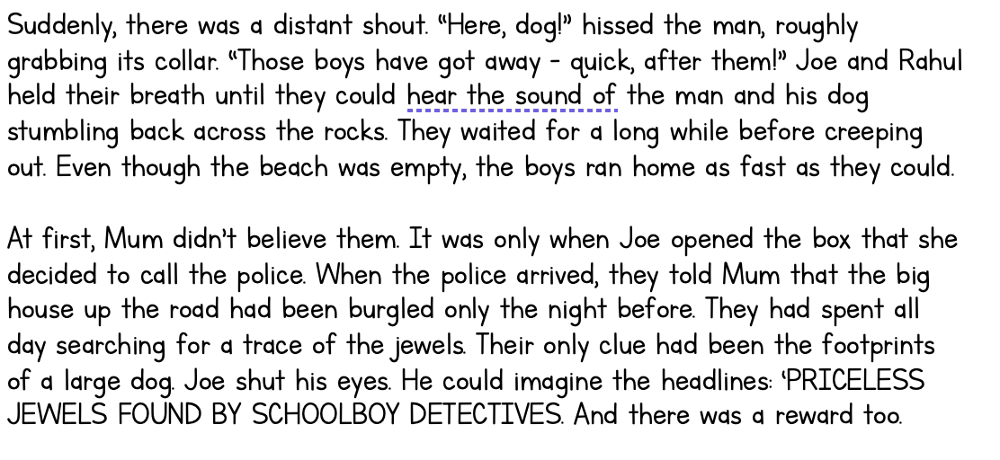 Suddenly, there was a distant shout. “Here, dog!” hissed the man, roughly
grabbing its collar. “Those boys have got away - quick, after them!” Joe and Rahul
held their breath until they could hear the sound of the man and his dog
stumbling back across the rocks. They waited for a long while before creeping
out. Even though the beach was empty, the boys ran home as fast as they could.
At first, Mum didn't believe them. It was only when Joe opened the box that she
decided to call the police. When the police arrived, they told Mum that the big
house up the road had been burgled only the night before. They had spent all
day searching for a trace of the jewels. Their only clue had been the footprints
of a large dog. Joe shut his eyes. He could imagine the headlines: ‘PRICELESS
JEWELS FOUND BY SCHOOLBOY DETECTIVES. And there was a reward too.